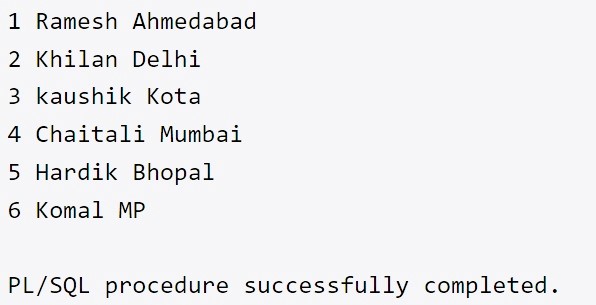 1 Ramesh Ahmedabad
2 Khilan Delhi
3 kaushik Kota
4 Chaitali Mumbai
5 Hardik Bhopal
6 Komal MP
PL/SQL procedure successfully completed.